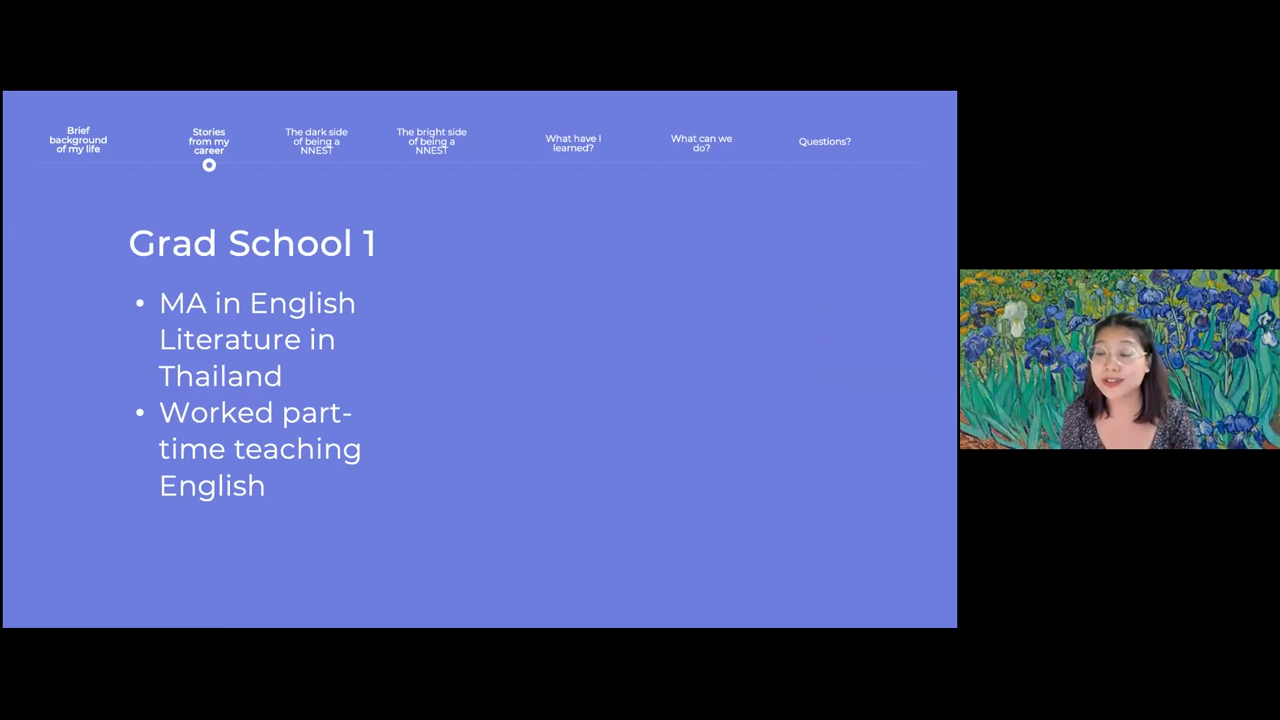 Brief
background
of my life
Stories
from my
career
The dark side
of being a
NNEST
The bright side
of being a
NNEST
What have I
learned?
What can we
do?
Questions?
Grad School 1
• MA in English
Literature in
Thailand
• Worked part-
time teaching
English